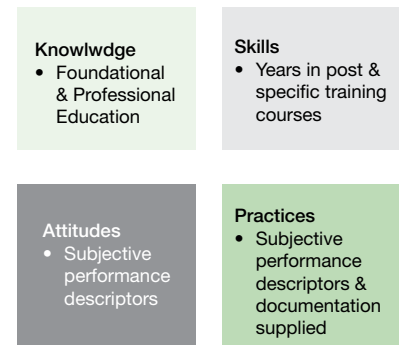 Knowlwdge
• Foundational
& Professional
Education
Skills
• Years in post &
specific training
courses
Attitudes
• Subjective
performance
descriptors
Practices
• Subjective
performance
descriptors &
documentation
supplied